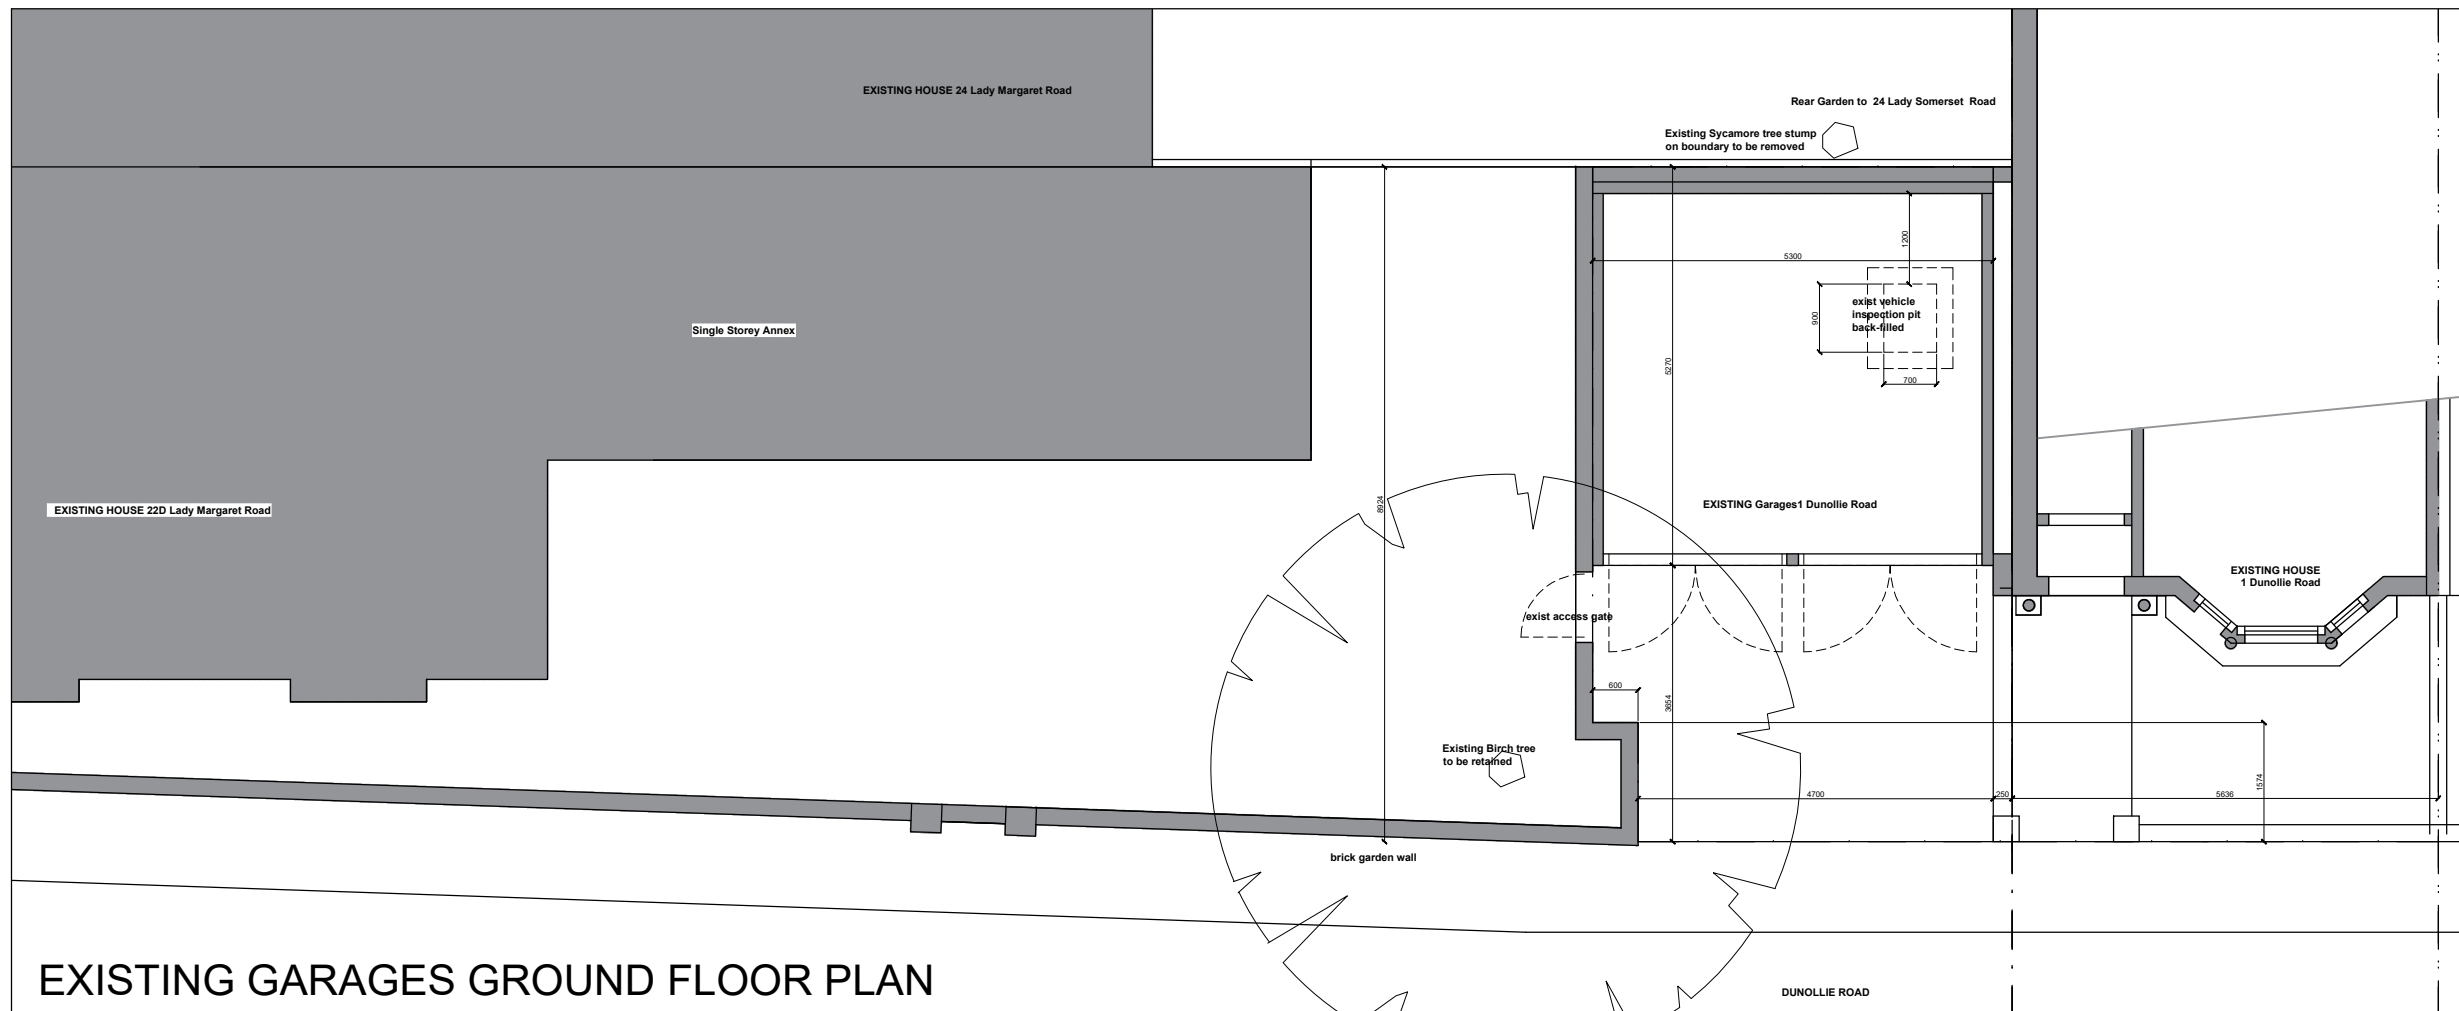 EXISTING HOUSE 24 Lady Margaret Road
Rear Garden to 24 Lady Somerset Road
Existing Sycamore tree stump
on boundary to be removed
1200
5300
exist vehicle
inspection pit
back-filled
900
Single Storey Annex
5270
700
EXISTING HOUSE 22D Lady Margaret Road
8924
EXISTING Garages1 Dunollie Road
EXISTING HOUSE
1 Dunollie Road
exist access gate
600
3654
Existing Birch tree
to be retained
1574
4700
250
5636
brick garden wall
EXISTING GARAGES GROUND FLOOR PLAN
DUNOLLIE ROAD